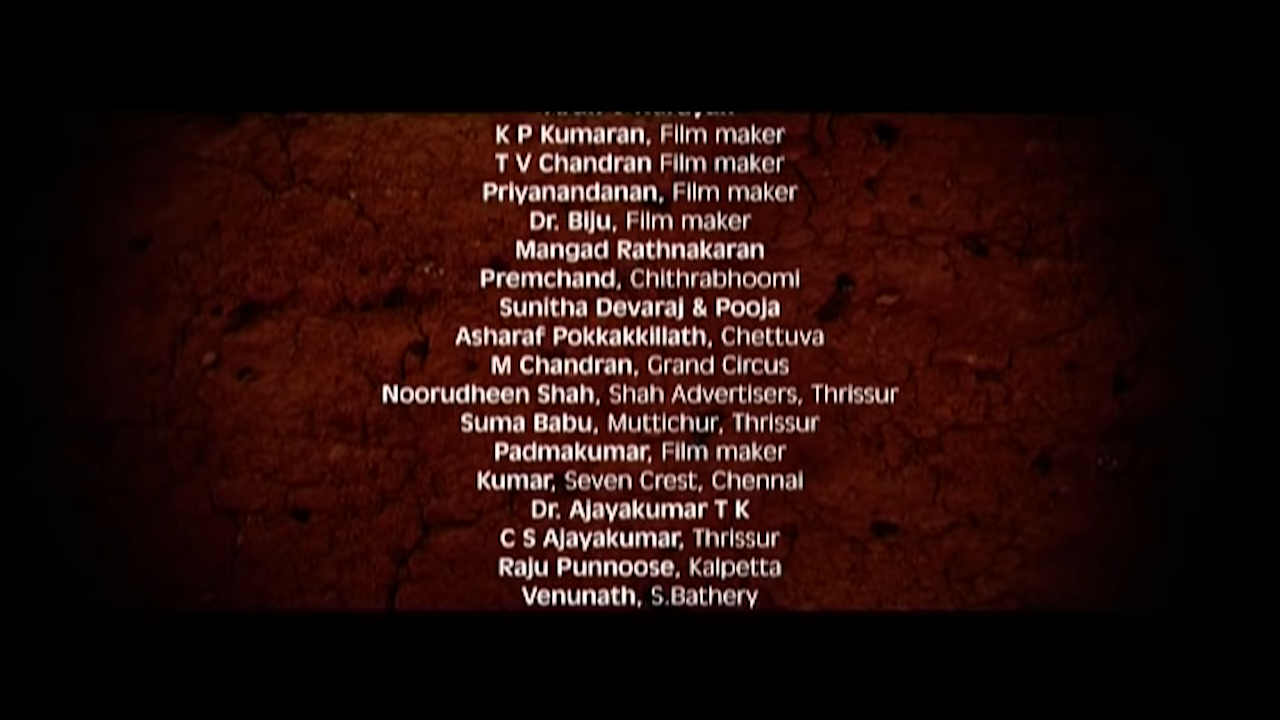 K P Kumaran, Film maker
T V Chandran Film maker
Priyanandanan, Film maker
Dr. Biju, Film maker
Mangad Rathnakaran
Premchand, Chithrabhoomi
Sunitha Devaraj & Pooja
Asharaf Pokkakkillath, Chettuva
M Chandran, Grand Circus
Noorudheen Shah, Shah Advertisers, Thrissur
Suma Babu, Muttichur, Thrissur
Padmakumar, Film maker
Kumar, Seven Crest, Chennai
Dr. Ajayakumar T K
C S Ajayakumar, Thrissur
Raju Punnoose, Kalpetta
Venunath, S.Bathery